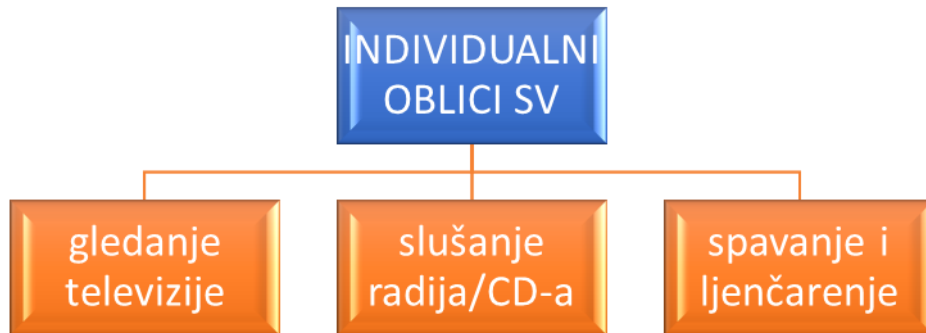 INDIVIDUALNI
OBLICI SV
gledanje
televizije
slušanje
radija/CD-a
spavanje i
ljenčarenje